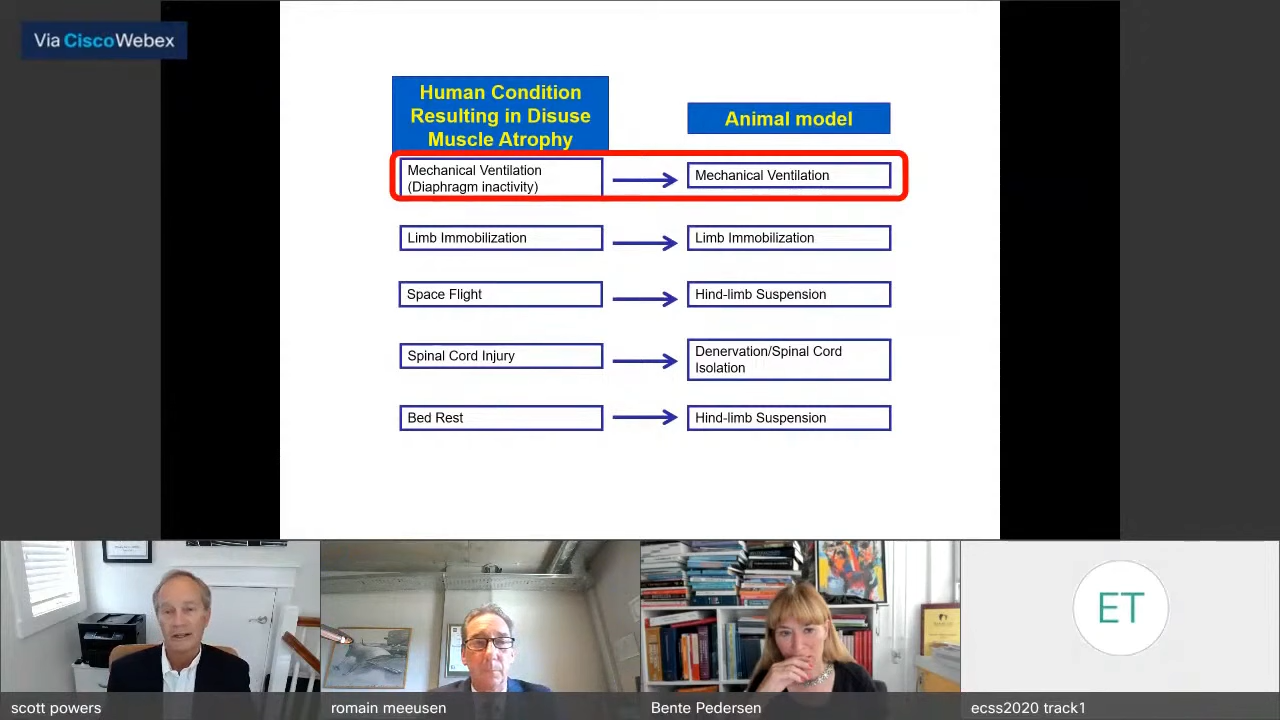 Via CiscoWebex
Human Condition
Resulting in Disuse
Muscle Atrophy
Animal model
Mechanical Ventilation
(Diaphragm inactivity)
Mechanical Ventilation
Limb Immobilization
Limb Immobilization
Space Flight
Hind-limb Suspension
Spinal Cord Injury
Denervation/Spinal Cord
Isolation
Bed Rest
Hind-limb Suspension
ET
scott powers
romain meeusen
Bente Pedersen
ecss2020 track1